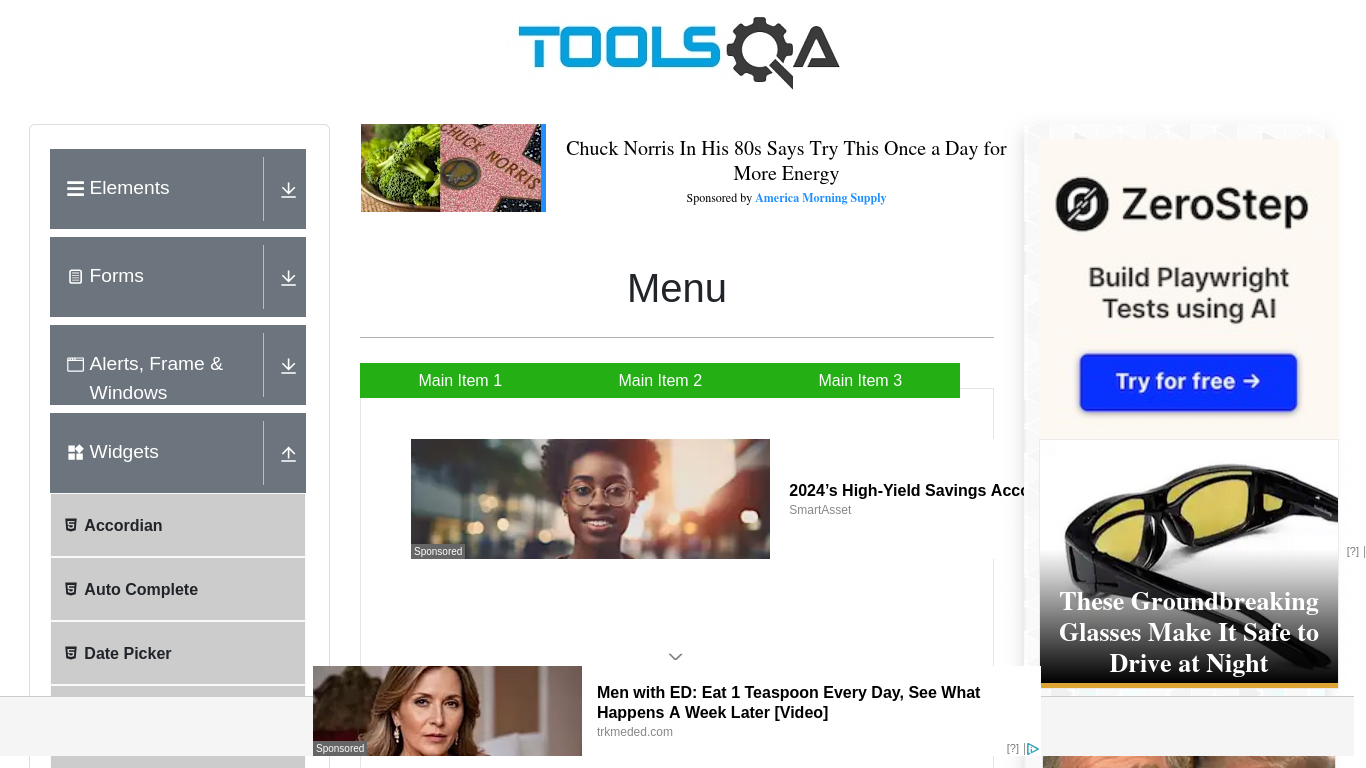 TOOLSQA
Elements
Forms
Alerts, Frame &
Windows
Widgets
Accordian
Auto Complete
Date Picker
CHUCK NORRIS
Chuck Norris In His 80s Says Try This Once a Day for
More Energy
Sponsored by America Morning Supply
Menu
Main Item 1
Main Item 2
Main Item 3
Sponsored
2024’s High-Yield Savings Acco
SmartAsset
ZeroStep
Build Playwright
Tests using AI
Try for free →
These Groundbreaking
Glasses Make It Safe to
Drive at Night
[?]
Sponsored
Men with ED: Eat 1 Teaspoon Every Day, See What
Happens A Week Later [Video]
trkmeded.com
[?]